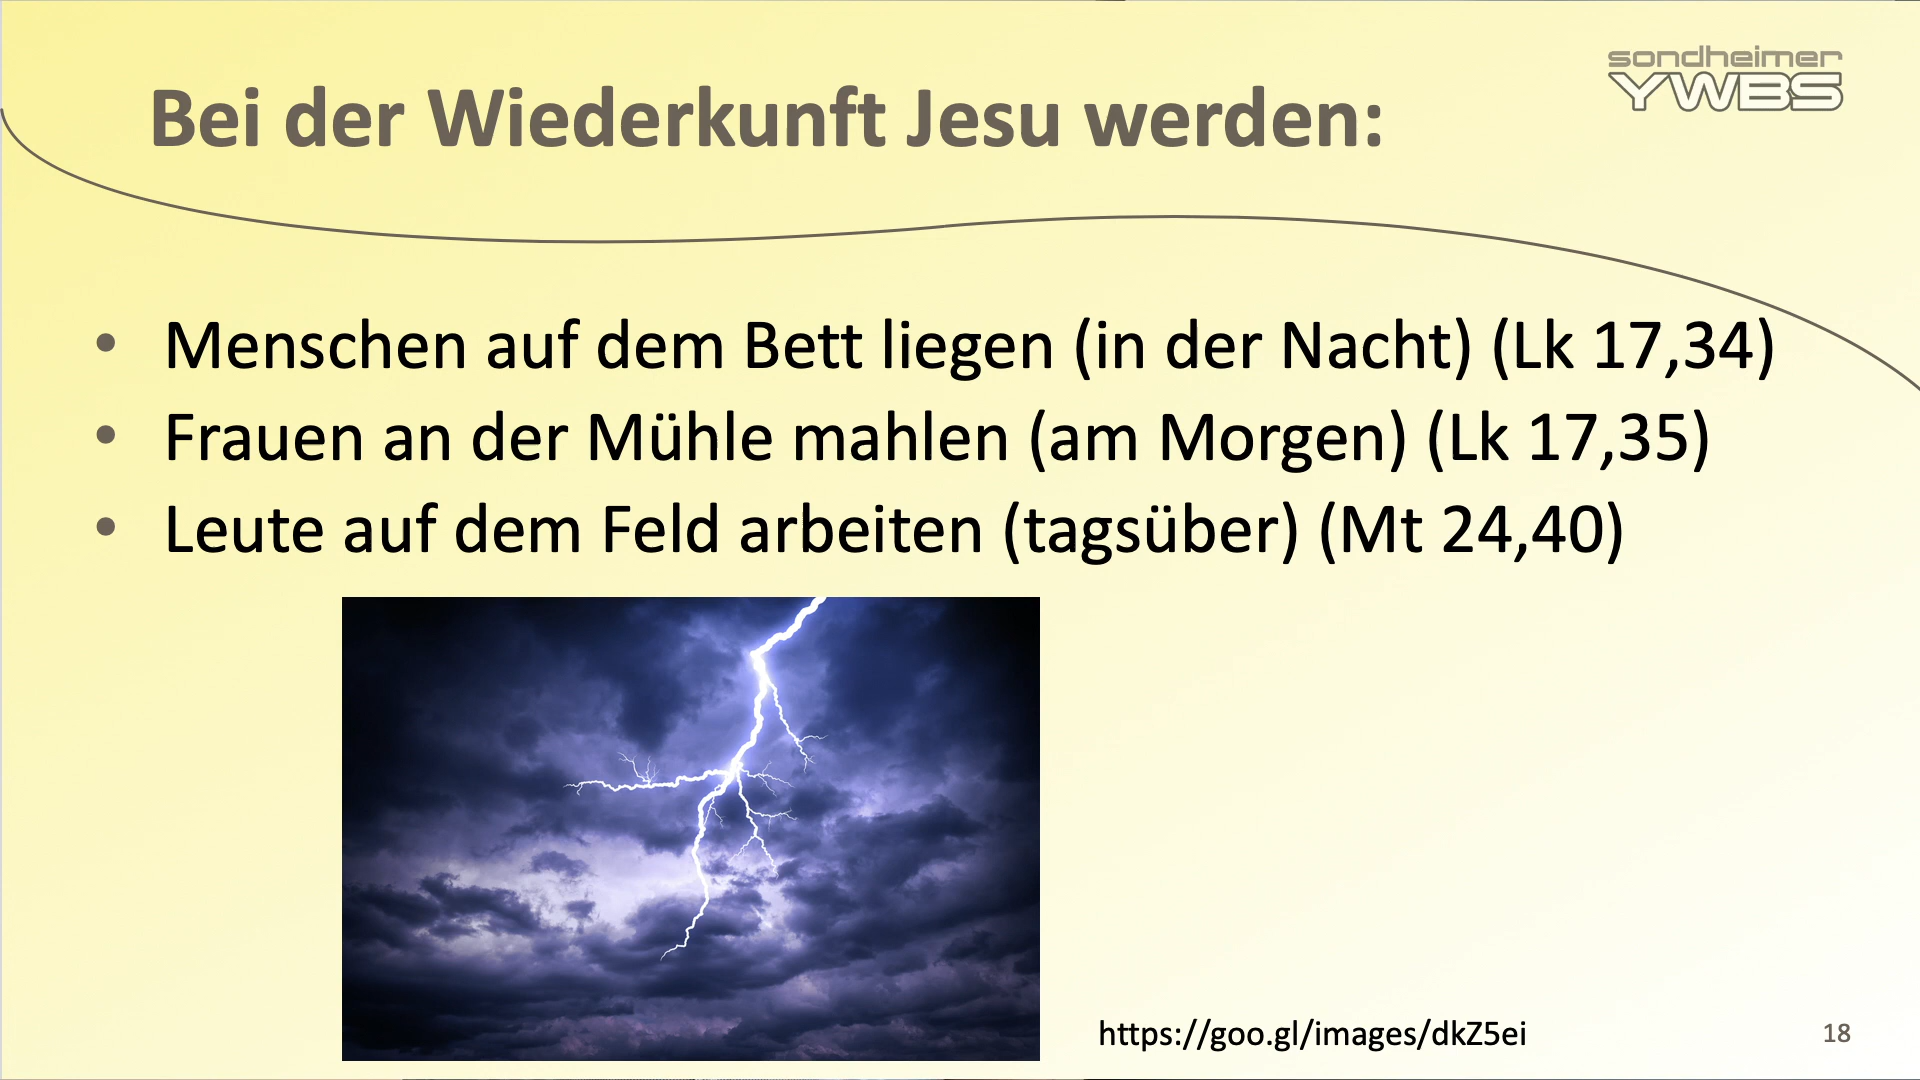 sondheimer
YWBS
Bei der Wiederkunft Jesu werden:
• Menschen auf dem Bett liegen (in der Nacht) (Lk 17,34)
• Frauen an der Mühle mahlen (am Morgen) (Lk 17,35)
• Leute auf dem Feld arbeiten (tagsüber) (Mt 24,40)
https://goo.gl/images/dkZ5ei
18